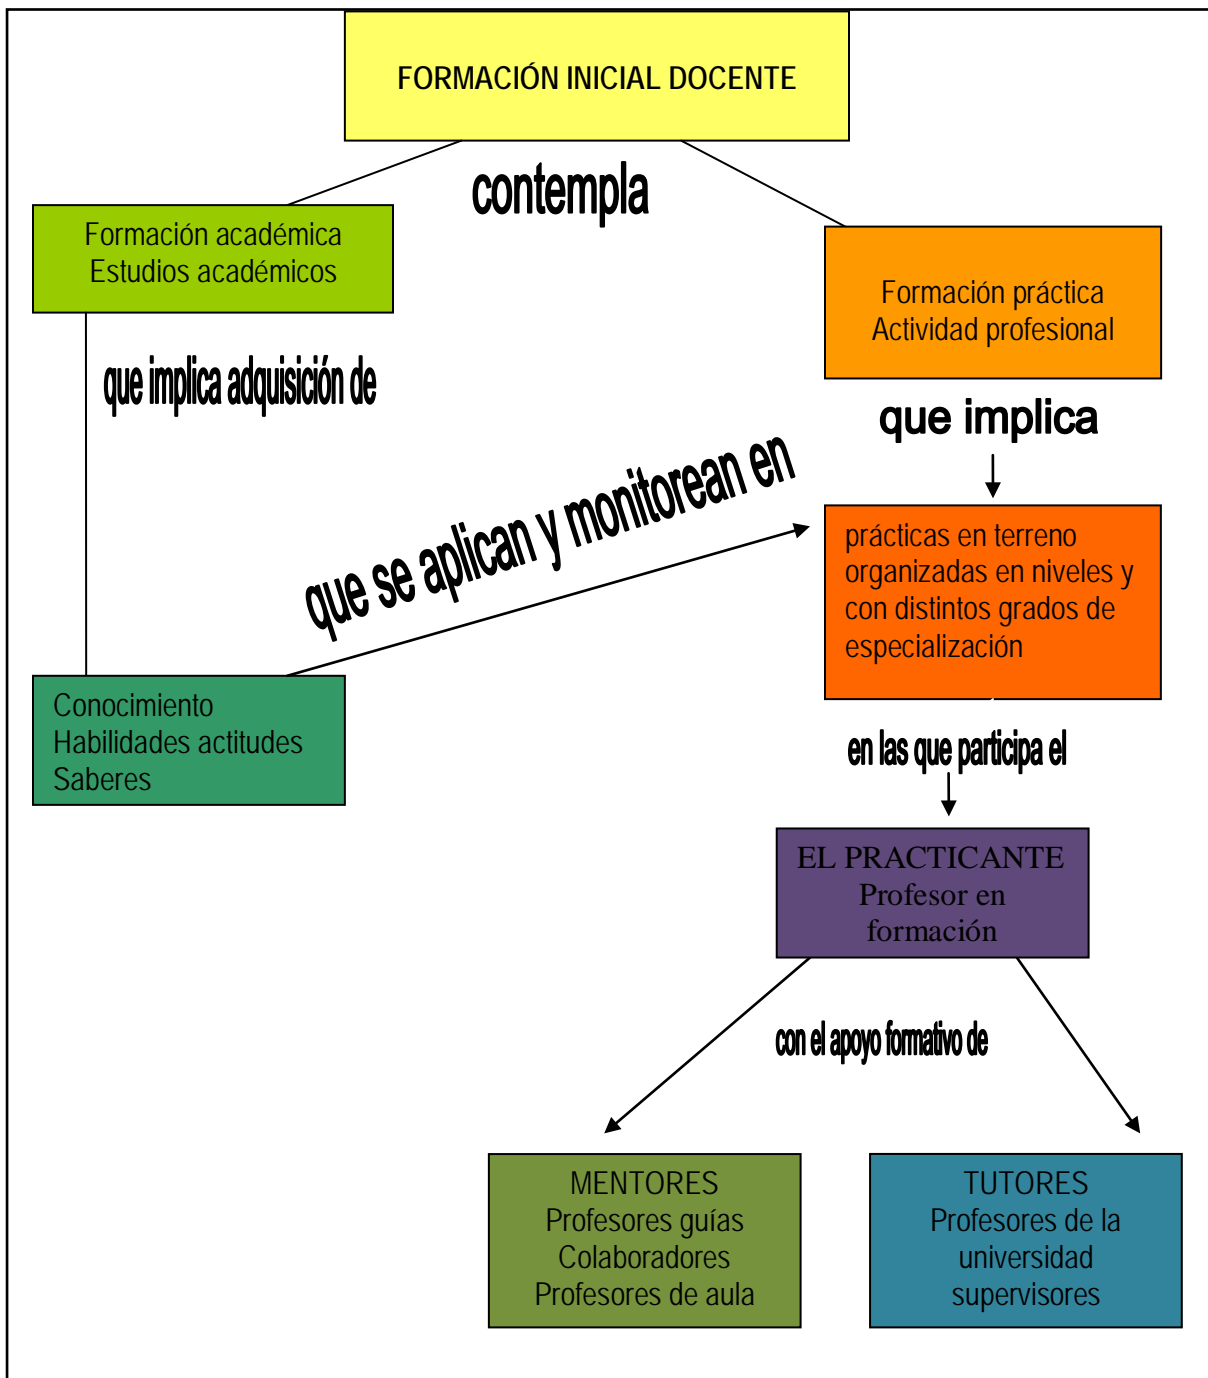 FORMACIÓN INICIAL DOCENTE
contempla
Formación académica
Estudios académicos
Formación práctica
Actividad profesional
que implica adquisición de
que implica
que se aplican y monitorean en
prácticas en terreno
organizadas en niveles y
con distintos grados de
especialización
Conocimiento
Habilidades actitudes
Saberes
en las que participa el
EL PRACTICANTE
Profesor en
formación
con el apoyo formativo de
MENTORES
Profesores guías
Colaboradores
Profesores de aula
TUTORES
Profesores de la
universidad
supervisores